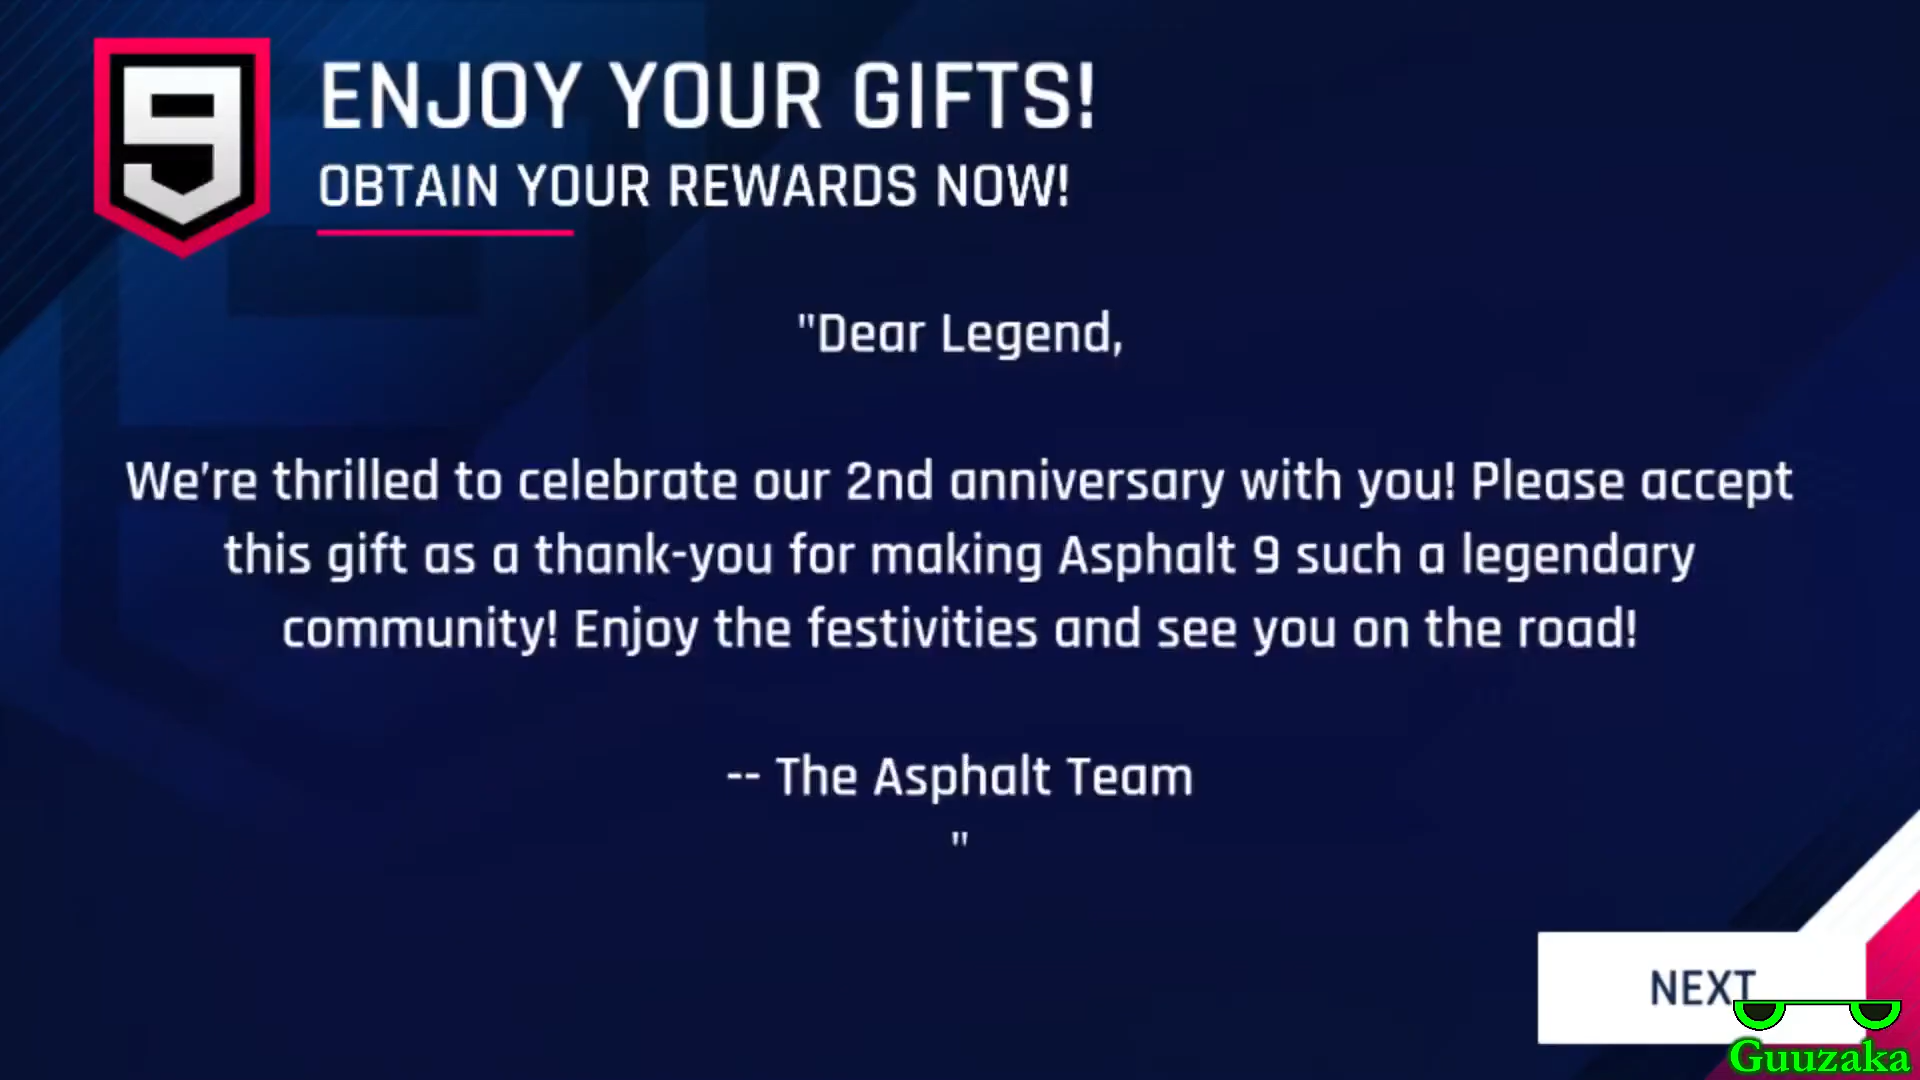 9
ENJOY YOUR GIFTS!
OBTAIN YOUR REWARDS NOW!
"Dear Legend,
We’re thrilled to celebrate our 2nd anniversary with you! Please accept
this gift as a thank-you for making Asphalt 9 such a legendary
community! Enjoy the festivities and see you on the road!
-- The Asphalt Team
"
NEXT
Guuzaka